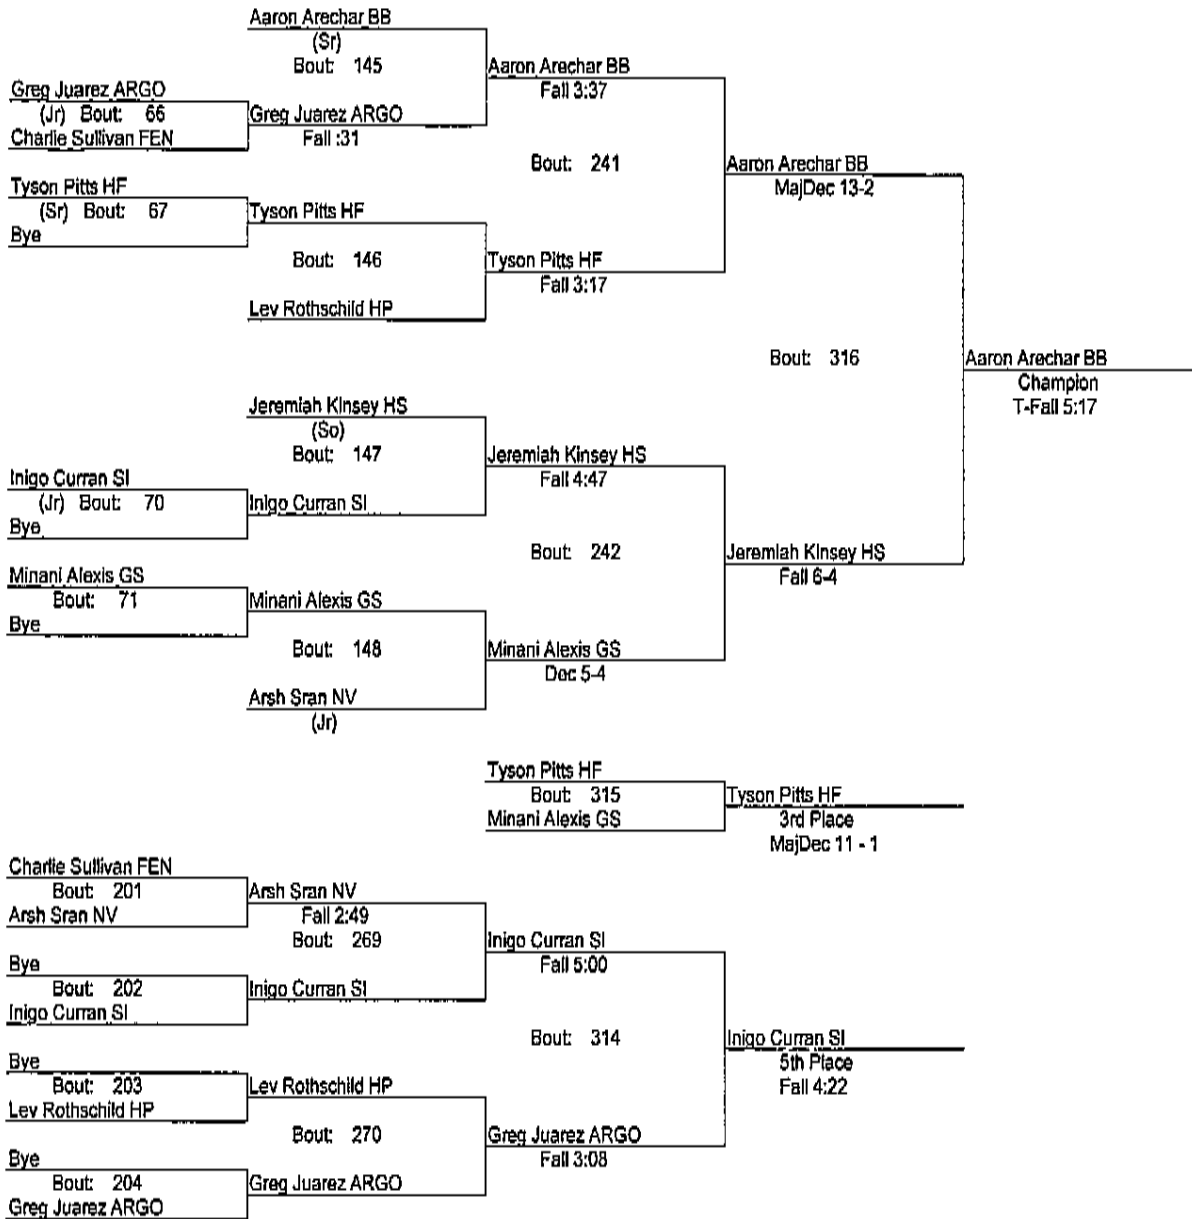 Aaron Arechar BB
(Sr)
Bout: 145
Greg Juarez ARGO
(Jr) Bout: 66
Charlie Sullivan FEN
Greg Juarez ARGO
Fall :31
Aaron Arechar BB
Fall 3:37
Bout: 241
Tyson Pitts HF
(Sr) Bout: 67
Bye
Tyson Pitts HF
Bout: 146
Lev Rothschild HP
Tyson Pitts HF
Fall 3:17
Aaron Arechar BB
MajDec 13-2
Bout: 316
Aaron Arechar BB
Champion
T-Fall 5:17
Jeremiah Kinsey HS
(So)
Bout: 147
Inigo Curran SI
(Jr) Bout: 70
Bye
Inigo Curran SI
Jeremiah Kinsey HS
Fall 4:47
Bout: 242
Jeremiah Kinsey HS
Fall 6-4
Minani Alexis GS
Bout: 71
Bye
Minani Alexis GS
Bout: 148
Arsh Sran NV
(Jr)
Minani Alexis GS
Dec 5-4
Tyson Pitts HF
Bout: 315
Minani Alexis GS
Tyson Pitts HF
3rd Place
MajDec 11 - 1
Charlie Sullivan FEN
Bout: 201
Arsh Sran NV
Arsh Sran NV
Fall 2:49
Bout: 269
Bye
Bout: 202
Inigo Curran SI
Inigo Curran SI
Inigo Curran SI
Fall 5:00
Bout: 314
Inigo Curran SI
5th Place
Fall 4:22
Bye
Bout: 203
Lev Rothschild HP
Lev Rothschild HP
Bout: 270
Bye
Bout: 204
Greg Juarez ARGO
Greg Juarez ARGO
Greg Juarez ARGO
Fall 3:08